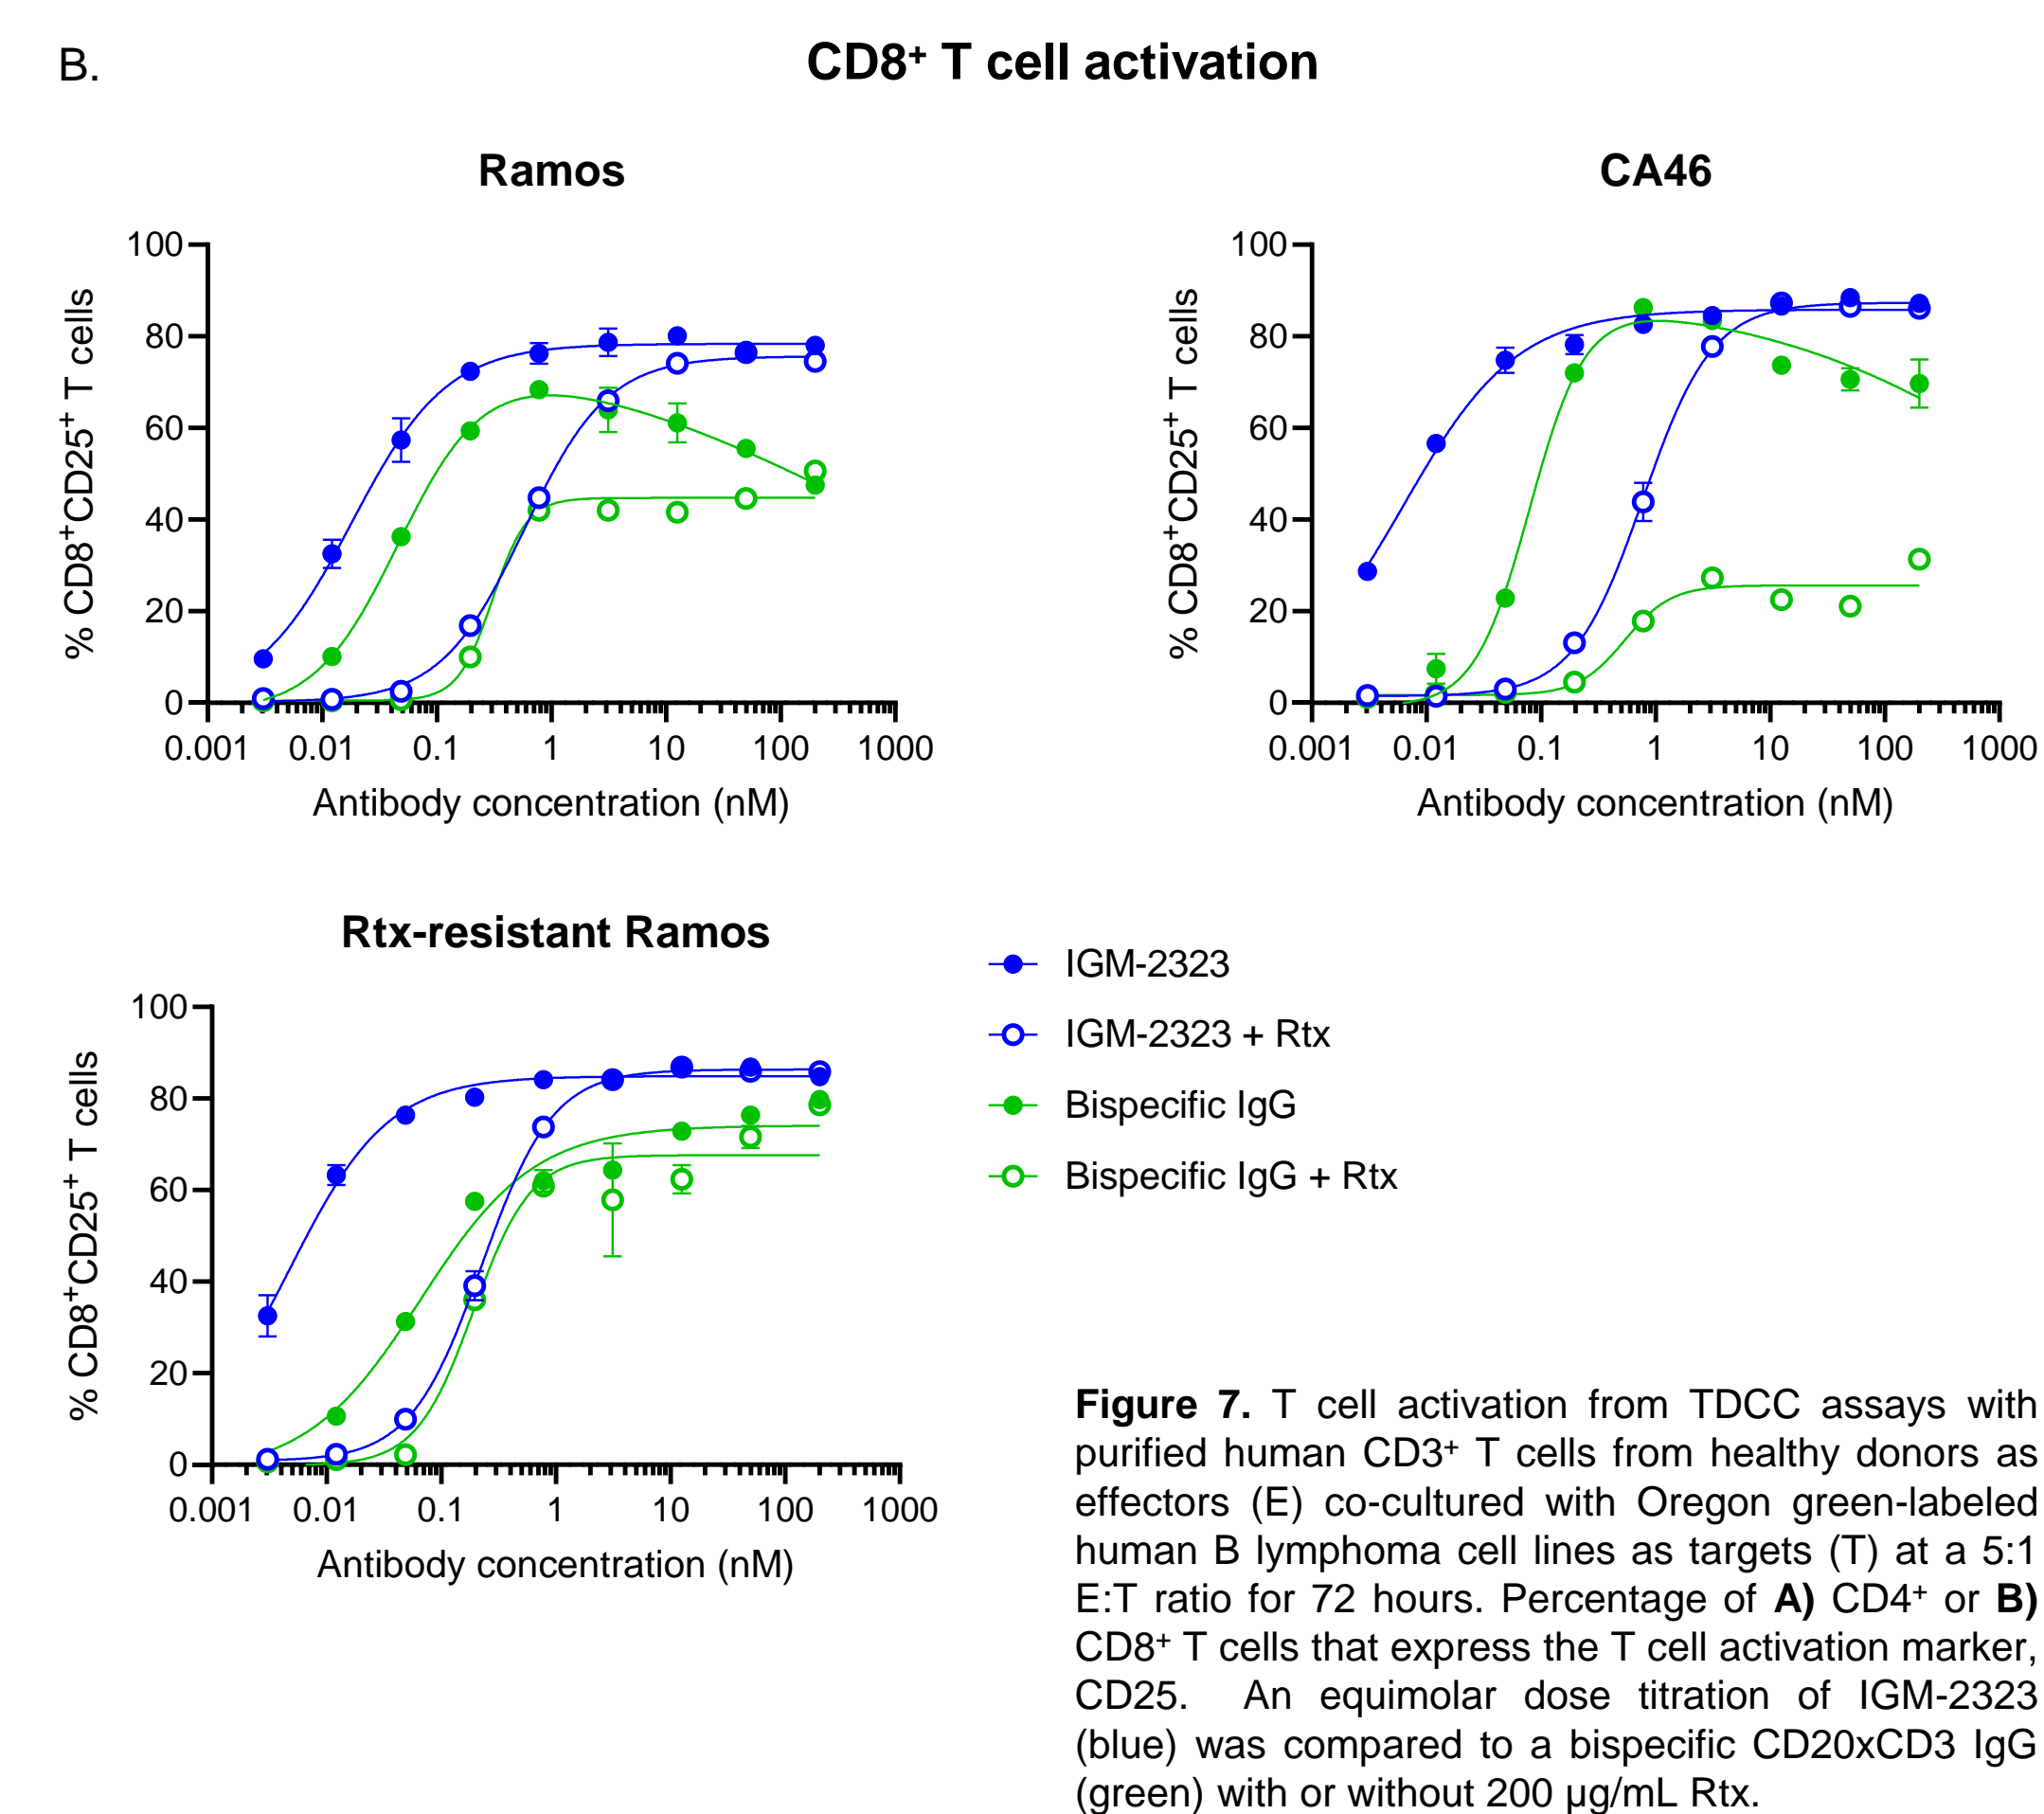 B.
CD8⁺ T cell activation
Ramos
% CD8⁺CD25⁺ T cells
100
80
60
40
20
0
0.001 0.01 0.1 1 10 100 1000
Antibody concentration (nM)
CA46
% CD8⁺CD25⁺ T cells
100
80
60
40
20
0
0.001 0.01 0.1 1 10 100 1000
Antibody concentration (nM)
Rtx-resistant Ramos
% CD8⁺CD25⁺ T cells
100
80
60
40
20
0
0.001 0.01 0.1 1 10 100 1000
Antibody concentration (nM)
IGM-2323
IGM-2323 + Rtx
Bispecific IgG
Bispecific IgG + Rtx
Figure 7. T cell activation from TDCC assays with
purified human CD3⁺ T cells from healthy donors as
effectors (E) co-cultured with Oregon green-labeled
human B lymphoma cell lines as targets (T) at a 5:1
E:T ratio for 72 hours. Percentage of A) CD4⁺ or B)
CD8⁺ T cells that express the T cell activation marker,
CD25. An equimolar dose titration of IGM-2323
(blue) was compared to a bispecific CD20xCD3 IgG
(green) with or without 200 μg/mL Rtx.